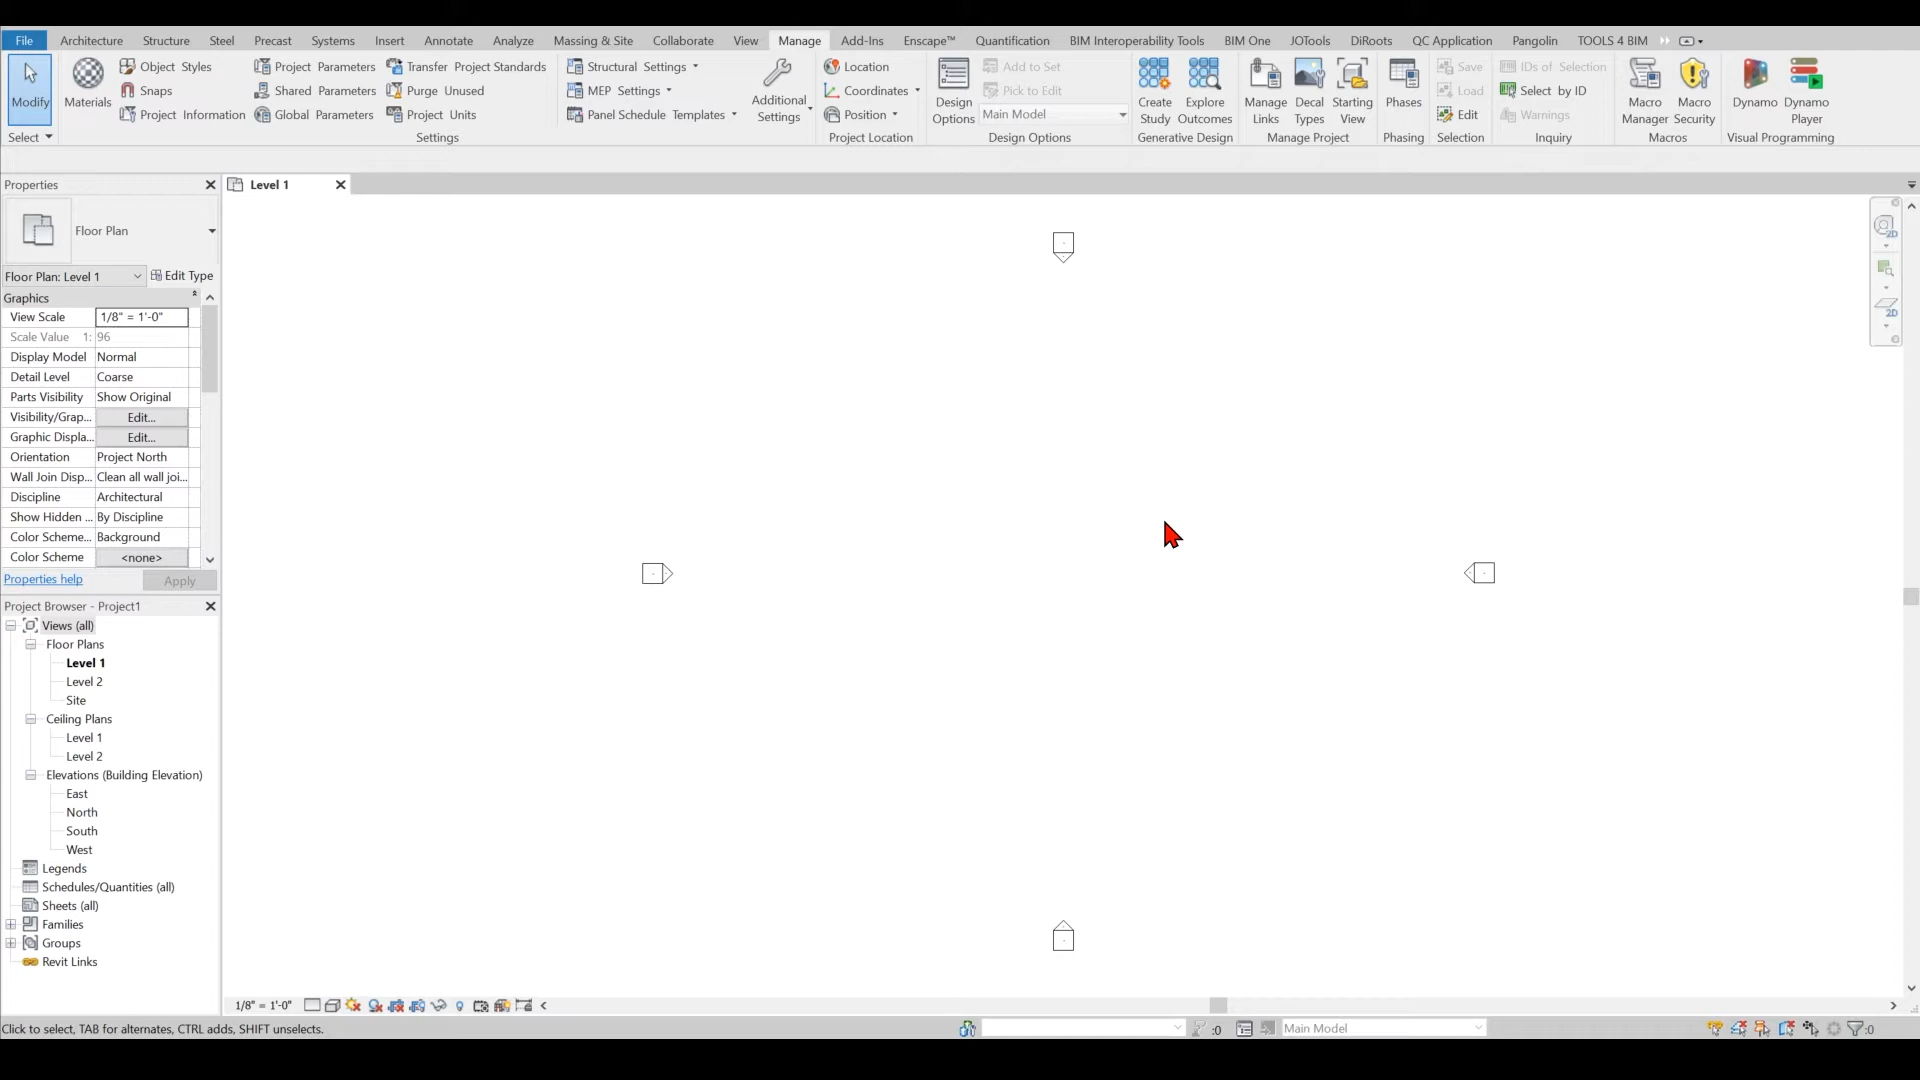 File Architecture Structure Steel Precast Systems Insert Annotate Analyze Massing & Site Collaborate View Manage Add-Ins Enscape™ Quantification BIM Interoperability Tools BIM One JOTools DiRoots QC Application Pangolin TOOLS 4 BIM
Object Styles Project Parameters Transfer Project Standards Structural Settings Location Add to Set Save IDs of Selection
Snaps Shared Parameters Purge Unused MEP Settings Coordinates Pick to Edit Load Select by ID
Modify Materials Additional Settings Design Options Create Study Explore Outcomes Manage Links Decal Types Starting View Phases Macro Manager Macro Security Dynamo Dynamo Player
Project Information Global Parameters Project Units Panel Schedule Templates Position Main Model Edit Warnings
Select Settings Project Location Design Options Generative Design Manage Project Phasing Selection Inquiry Macros Visual Programming
Properties
Level 1
Floor Plan
Floor Plan: Level 1 Edit Type
Graphics
View Scale 1/8" = 1'-0"
Scale Value 1: 96
Display Model Normal
Detail Level Coarse
Parts Visibility Show Original
Visibility/Grap... Edit...
Graphic Displa... Edit...
Orientation Project North
Wall Join Disp... Clean all wall joi...
Discipline Architectural
Show Hidden ... By Discipline
Color Scheme... Background
Color Scheme <none>
Properties help Apply
Project Browser - Project1
Views (all)
Floor Plans
Level 1
Level 2
Site
Ceiling Plans
Level 1
Level 2
Elevations (Building Elevation)
East
North
South
West
Legends
Schedules/Quantities (all)
Sheets (all)
Families
Groups
Revit Links
2D
2D
1/8" = 1'-0"
Click to select, TAB for alternates, CTRL adds, SHIFT unselects.
:0 Main Model :0